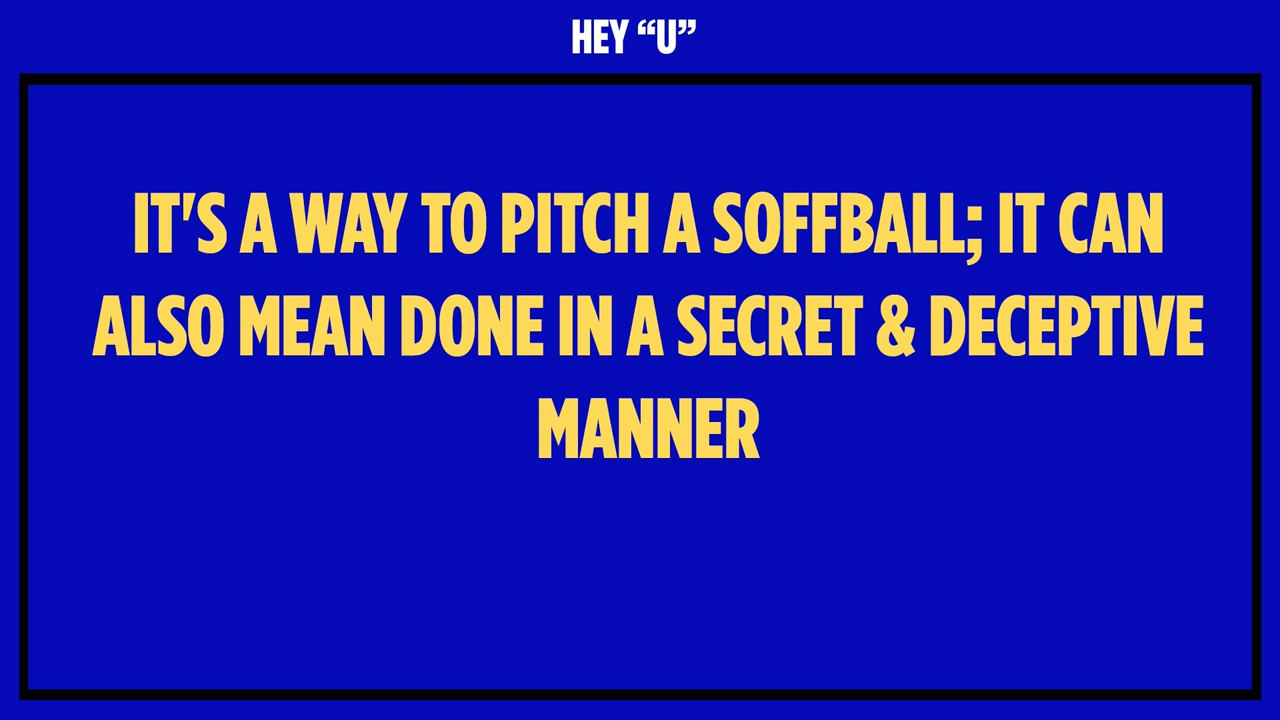 HEY “U”
IT'S A WAY TO PITCH A SOFFBALL; IT CAN
ALSO MEAN DONE IN A SECRET & DECEPTIVE
MANNER